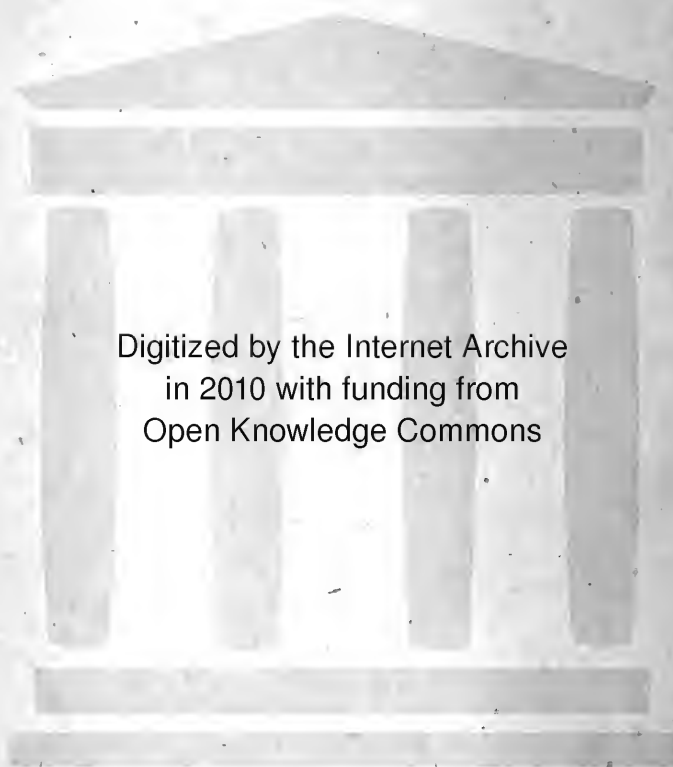 Digitized by the Internet Archive
in 2010 with funding from
Open Knowledge Commons